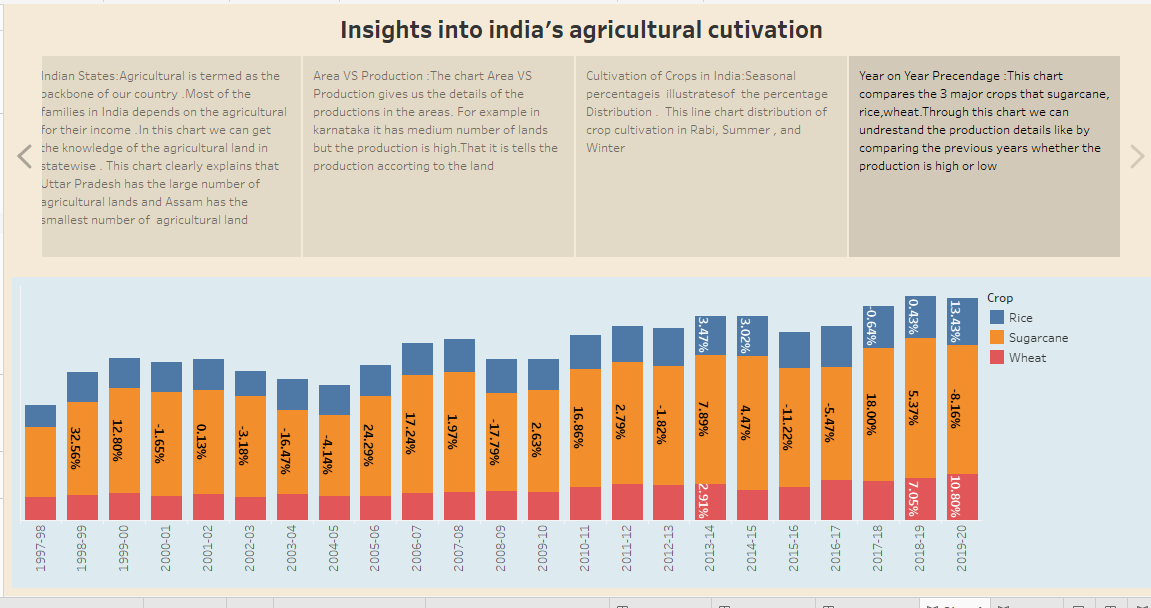 Insights into india's agricultural cutivation
Indian States:Agricultural is termed as the
backbone of our country .Most of the
families in India depends on the agricultural
for their income .In this chart we can get
the knowledge of the agricultural land in
statewise . This chart clearly explains that
Uttar Pradesh has the large number of
agricultural lands and Assam has the
smallest number of agricultural land
Area VS Production :The chart Area VS
Production gives us the details of the
productions in the areas. For example in
karnataka it has medium number of lands
but the production is high.That it is tells the
production accorting to the land
Cultivation of Crops in India:Seasonal
percentageis illustratesof the percentage
Distribution . This line chart distribution of
crop cultivation in Rabi, Summer , and
Winter
Year on Year Precendage :This chart
compares the 3 major crops that sugarcane,
rice,wheat.Through this chart we can
undrestand the production details like by
comparing the previous years whether the
production is high or low
Crop
Rice
Sugarcane
Wheat
3.47%
3.02%
-0.64%
0.43%
13.43%
32.56%
12.80%
-1.65%
0.13%
-3.18%
-16.47%
-4.14%
24.29%
17.24%
1.97%
-17.79%
2.63%
16.86%
2.79%
-1.82%
7.89%
4.47%
-11.22%
-5.47%
18.00%
5.37%
-8.16%
2.91%
7.05%
10.80%
1997-98
1998-99
1999-00
2000-01
2001-02
2002-03
2003-04
2004-05
2005-06
2006-07
2007-08
2008-09
2009-10
2010-11
2011-12
2012-13
2013-14
2014-15
2015-16
2016-17
2017-18
2018-19
2019-20